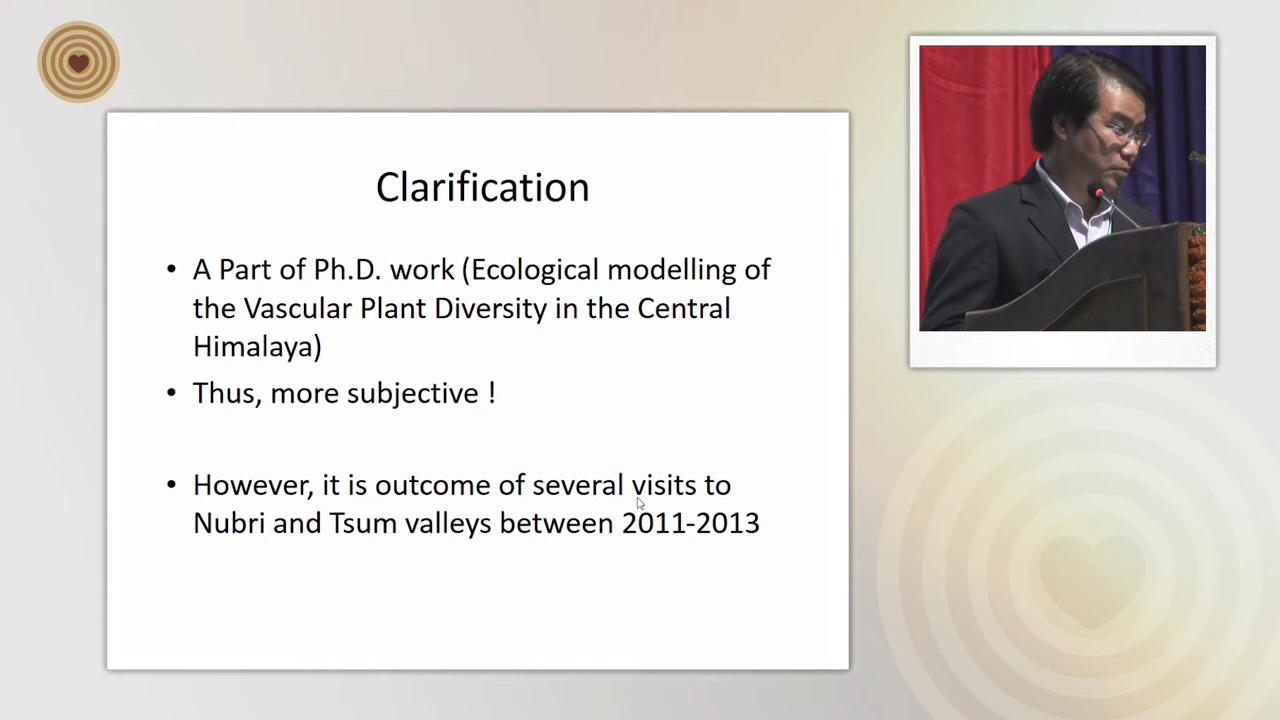 Clarification
• A Part of Ph.D. work (Ecological modelling of
the Vascular Plant Diversity in the Central
Himalaya)
• Thus, more subjective !
• However, it is outcome of several visits to
Nubri and Tsum valleys between 2011-2013